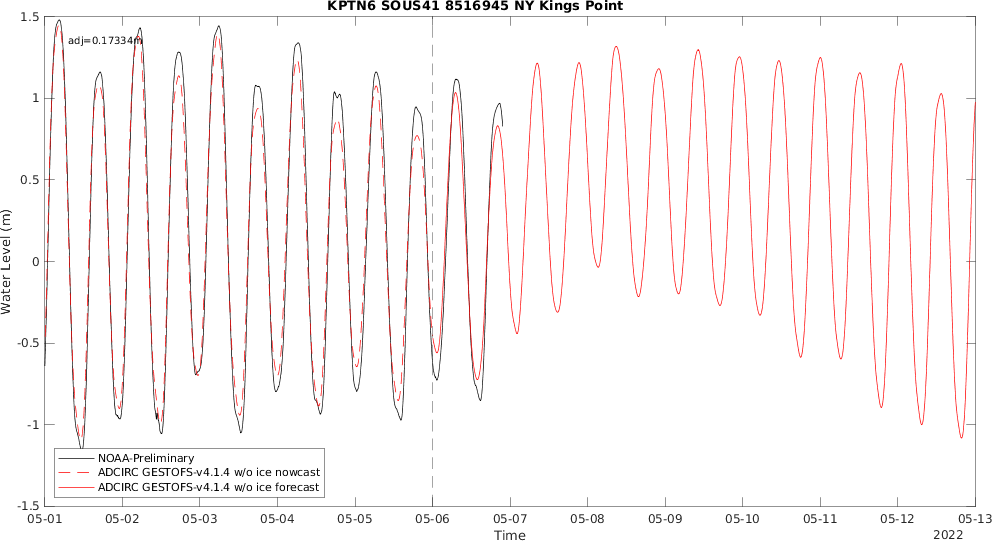 KPTN6 SOUS41 8516945 NY Kings Point
adj=0.17334m
Water Level (m)
1.5
1
0.5
0
-0.5
-1
-1.5
NOAA-Preliminary
ADCIRC GESTOFS-v4.1.4 w/o ice nowcast
ADCIRC GESTOFS-v4.1.4 w/o ice forecast
05-01 05-02 05-03 05-04 05-05 05-06 05-07 05-08 05-09 05-10 05-11 05-12 05-13
Time
2022